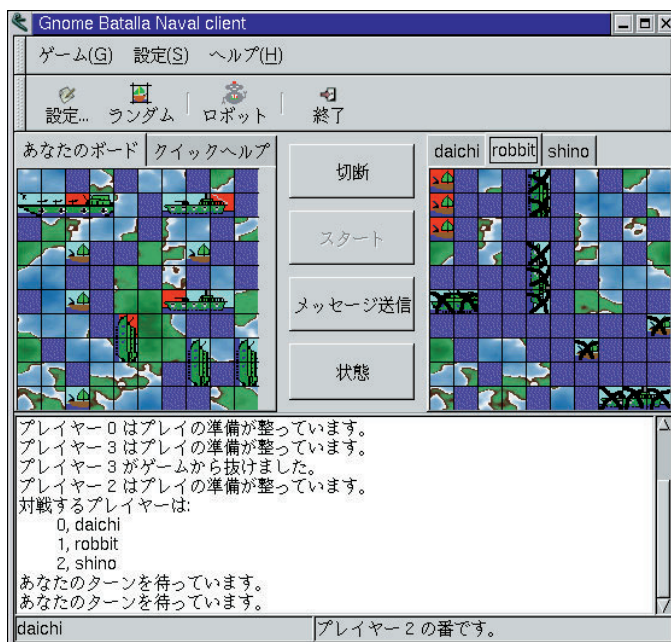 Gnome Batalla Naval client
ゲーム(G) 設定(S) ヘルプ(H)
設定... ランダム ロボット 終了
あなたのボード クイックヘルプ
daichi robbit shino
切断
スタート
メッセージ送信
状態
プレイヤー 0 はプレイの準備が整っています。
プレイヤー 3 はプレイの準備が整っています。
プレイヤー 3 がゲームから抜けました。
プレイヤー 2 はプレイの準備が整っています。
対戦するプレイヤーは:
0, daichi
1, robbit
2, shino
あなたのターンを待っています。
あなたのターンを待っています。
daichi プレイヤー 2 の番です。